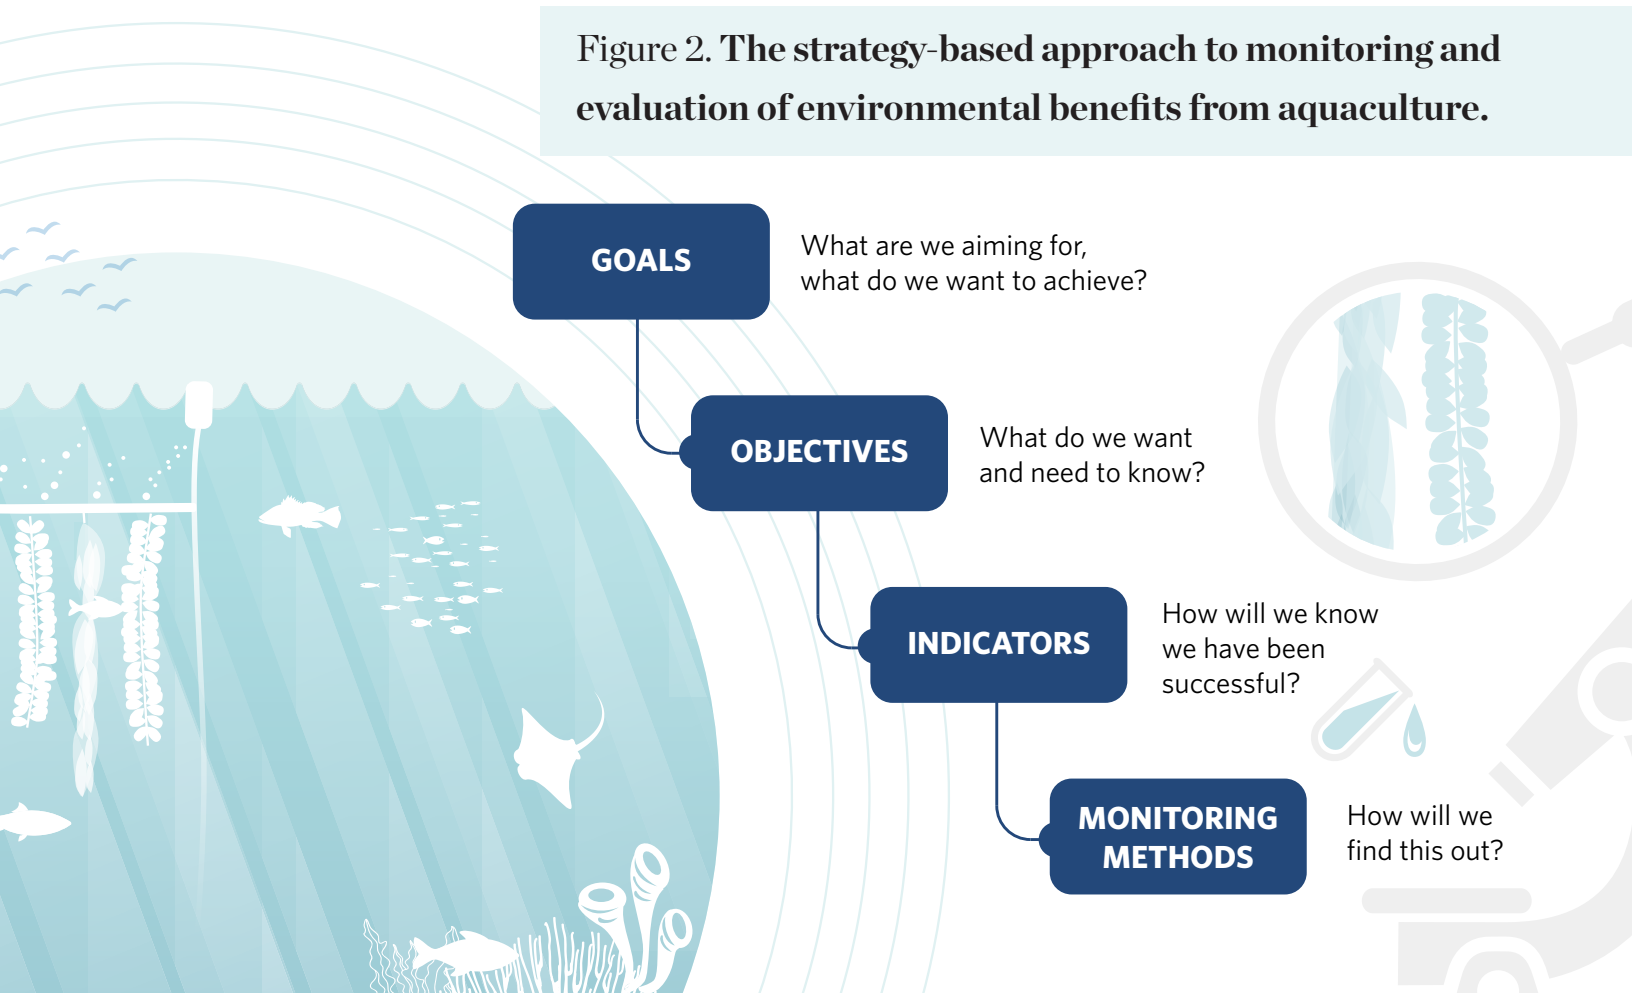 Figure 2. The strategy-based approach to monitoring and
evaluation of environmental benefits from aquaculture.
GOALS
What are we aiming for,
what do we want to achieve?
OBJECTIVES
What do we want
and need to know?
INDICATORS
How will we know
we have been
successful?
MONITORING
METHODS
How will we
find this out?